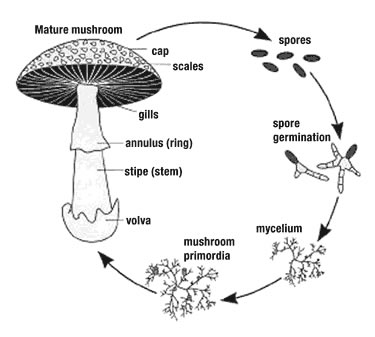 Mature mushroom
cap
scales
gills
annulus (ring)
stipe (stem)
volva
spores
spore
germination
mycelium
mushroom
primordia